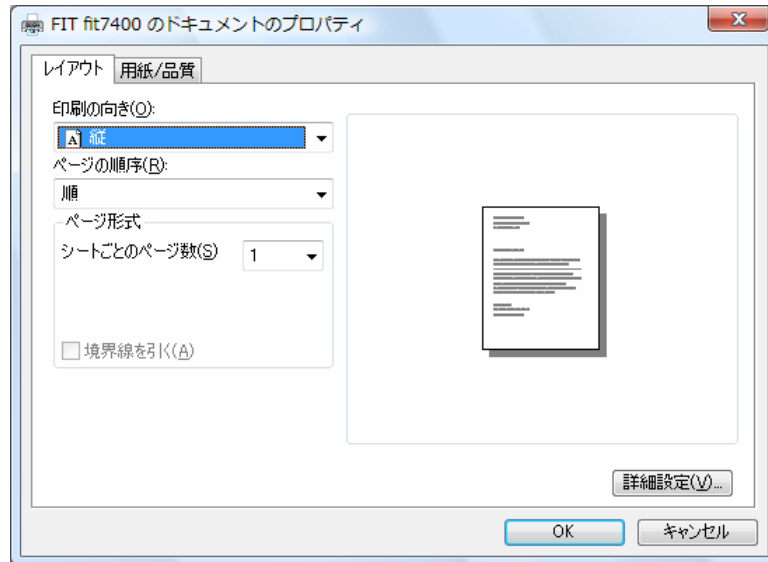 FIT fit7400 のドキュメントのプロパティ
レイアウト 用紙/品質
印刷の向き(O):
A 縦
ページの順序(R):
順
ページ形式
シートごとのページ数(S) 1
境界線を引く(A)
詳細設定(V)...
OK キャンセル